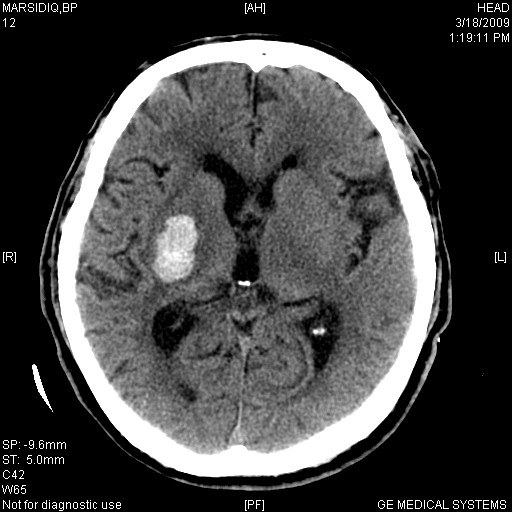 MARSIDIQ,BP
12
[AH]
HEAD
3/18/2009
1:19:11 PM
[R]
[L]
SP: -9.6mm
ST: 5.0mm
C42
W65
Not for diagnostic use
[PF]
GE MEDICAL SYSTEMS